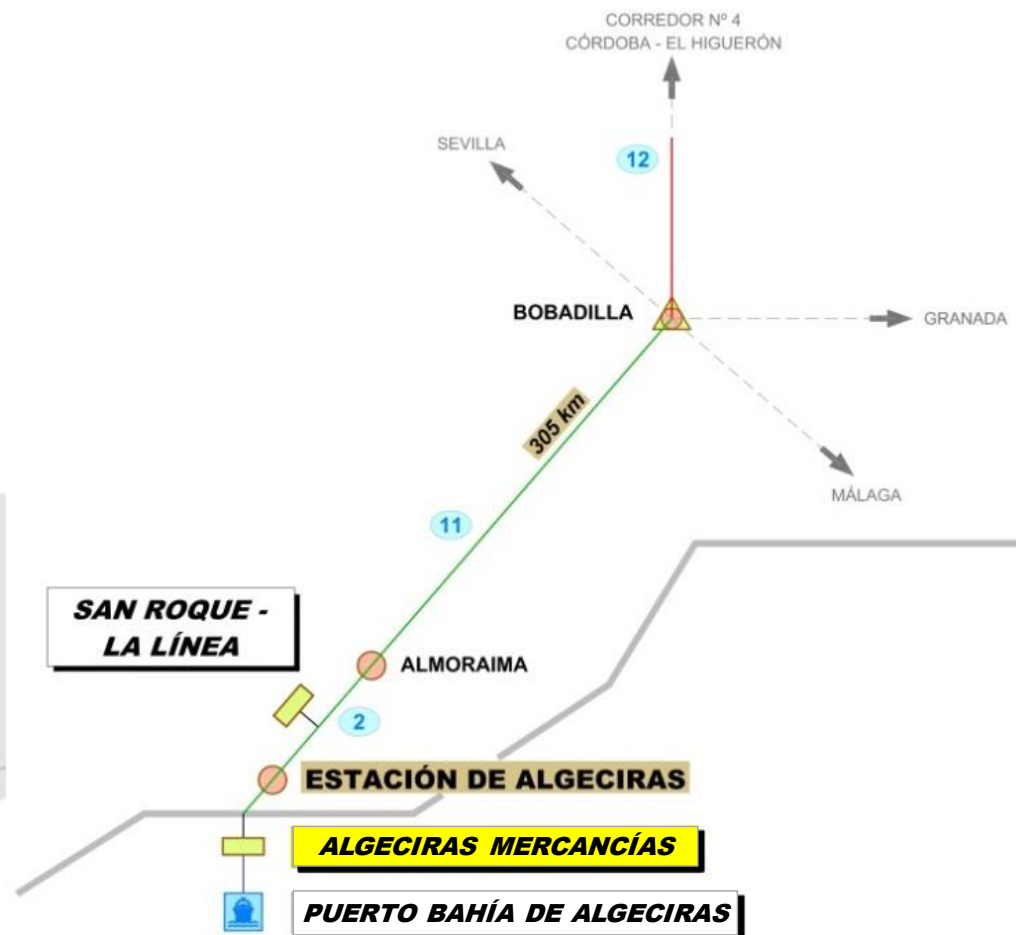 CORREDOR Nº 4
CÓRDOBA - EL HIGUERÓN
SEVILLA
12
BOBADILLA
GRANADA
305 km
MÁLAGA
11
SAN ROQUE -
LA LÍNEA
ALMORAIMA
2
ESTACIÓN DE ALGECIRAS
ALGECIRAS MERCANCÍAS
PUERTO BAHÍA DE ALGECIRAS